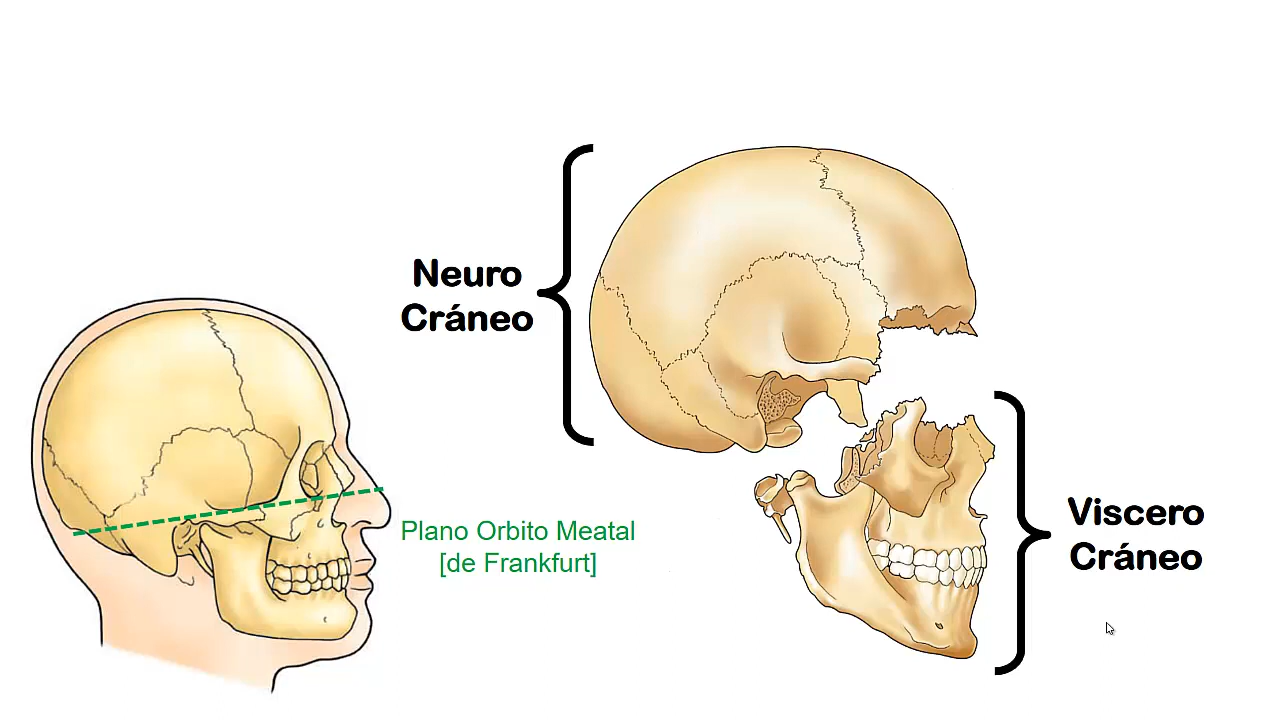 Neuro
Cráneo
Plano Orbito Meatal
[de Frankfurt]
Viscero
Cráneo